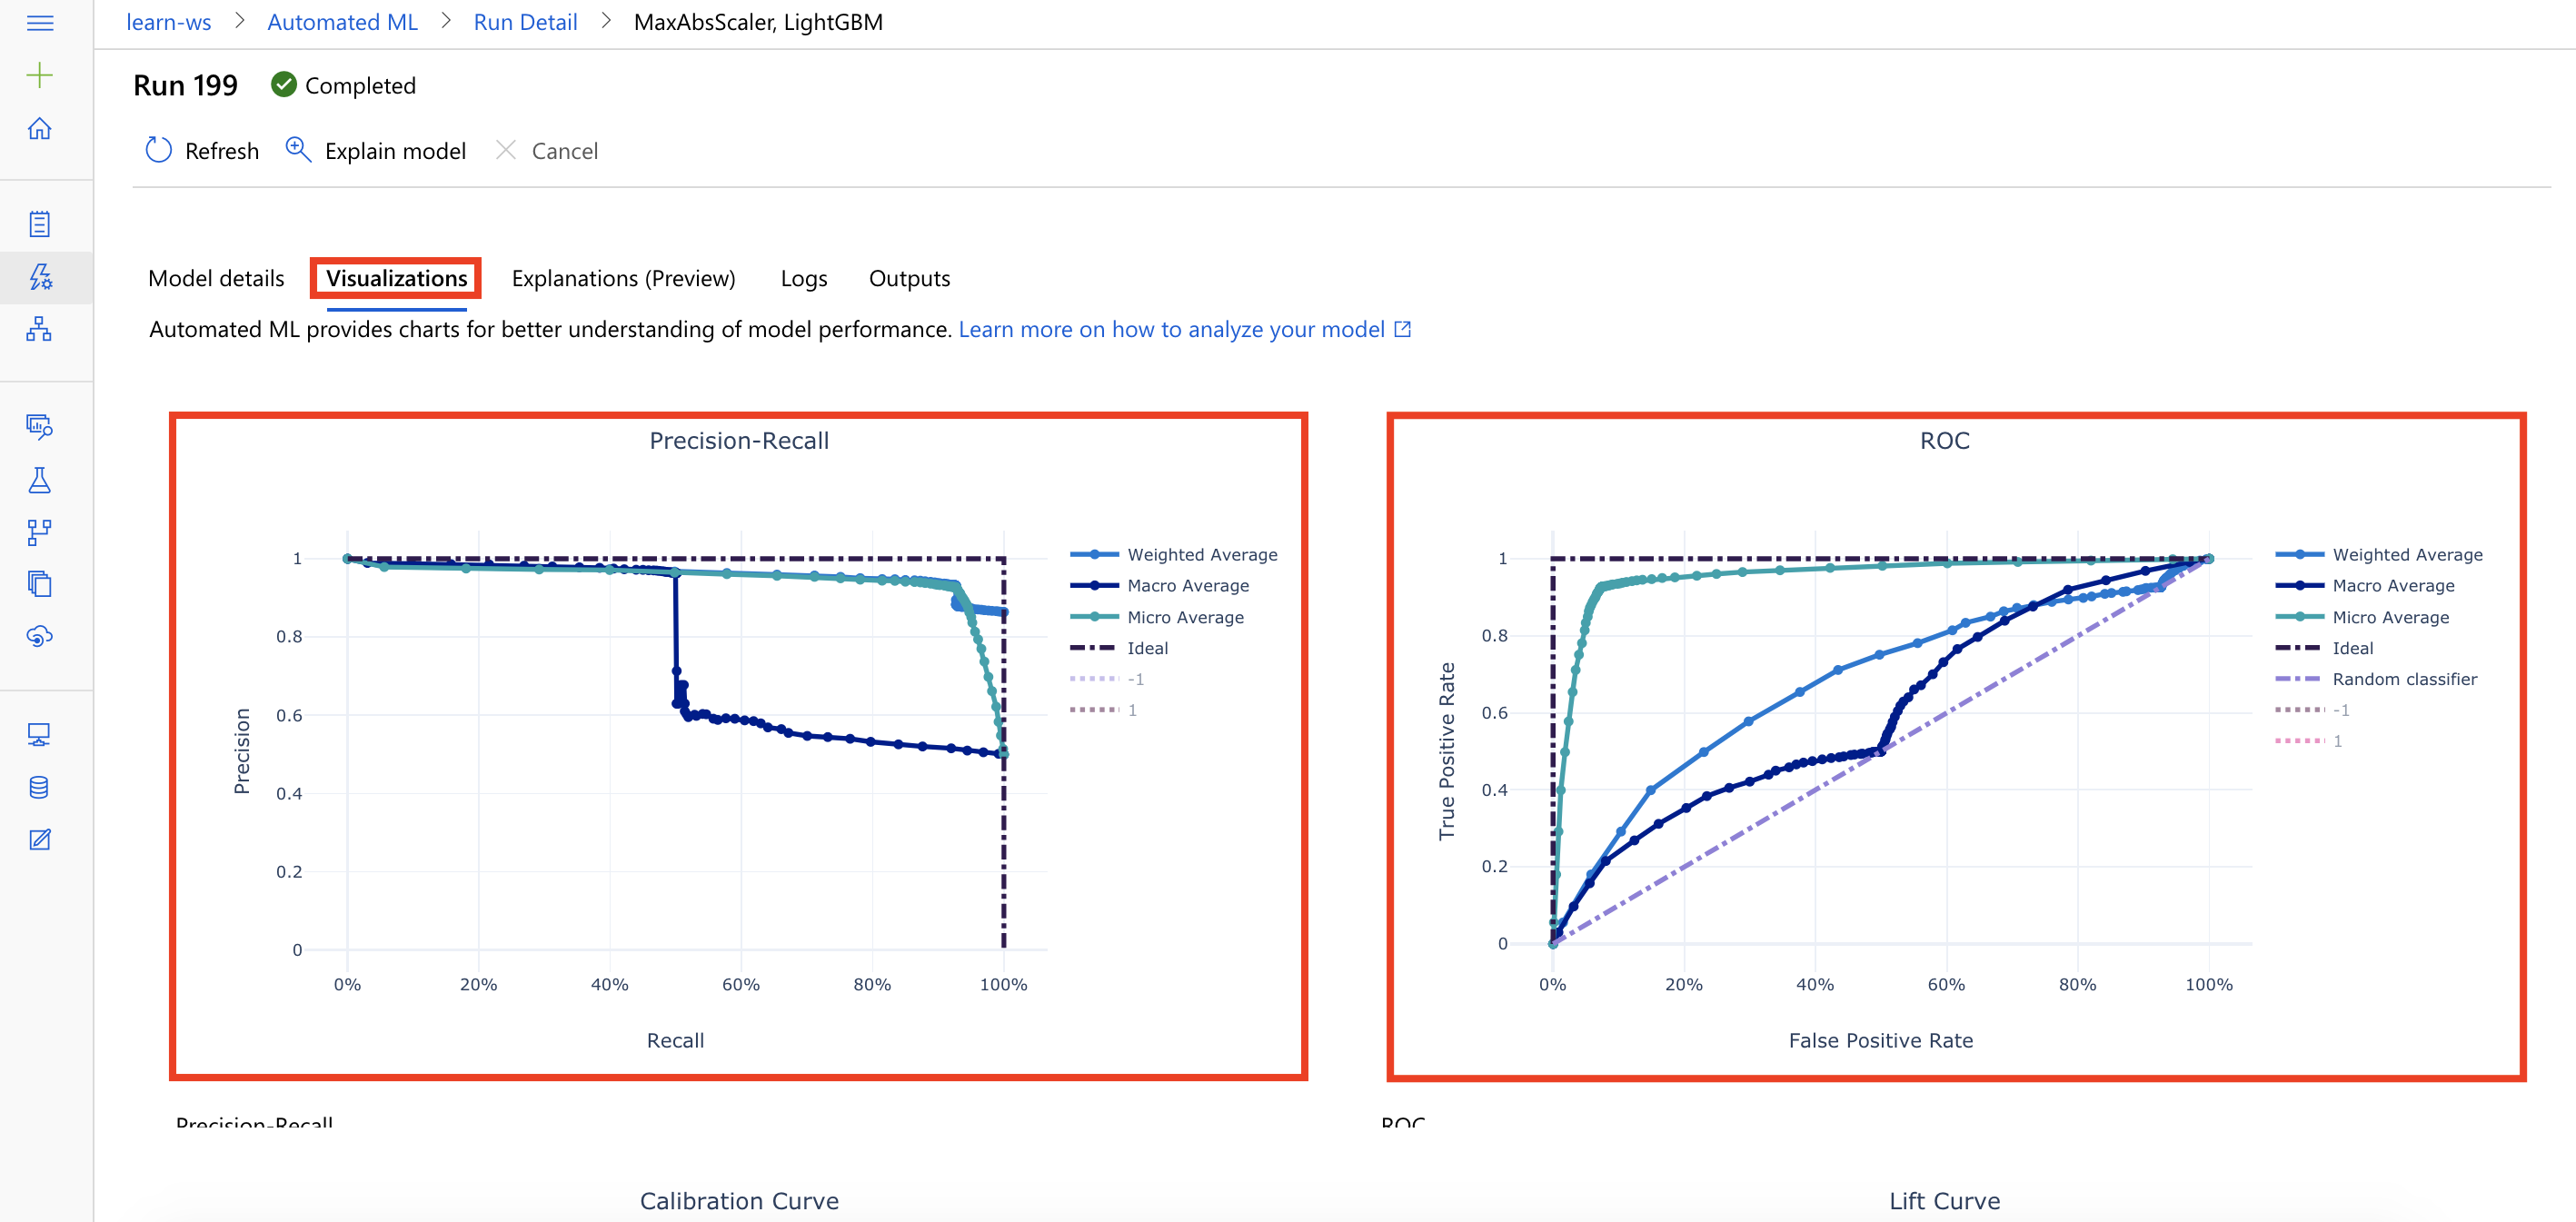 learn-ws > Automated ML > Run Detail > MaxAbsScaler, LightGBM
Run 199 Completed
Refresh Explain model Cancel
Model details Visualizations Explanations (Preview) Logs Outputs
Automated ML provides charts for better understanding of model performance. Learn more on how to analyze your model
Precision-Recall
1
0.8
0.6
0.4
0.2
0
Precision
0% 20% 40% 60% 80% 100%
Recall
Weighted Average
Macro Average
Micro Average
Ideal
-1
1
ROC
1
0.8
0.6
0.4
0.2
0
True Positive Rate
0% 20% 40% 60% 80% 100%
False Positive Rate
Weighted Average
Macro Average
Micro Average
Ideal
Random classifier
-1
1
Precision-Recall
ROC
Calibration Curve
Lift Curve